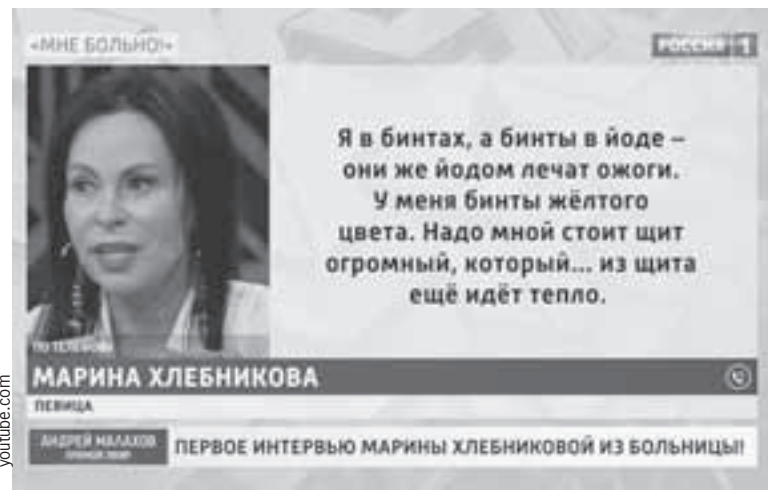 «МНЕ БОЛЬНО!»
РОССИЯ 1
Я в бинтах, а бинты в йоде –
они же йодом лечат ожоги.
У меня бинты жёлтого
цвета. Надо мной стоит щит
огромный, который... из щита
ещё идёт тепло.
ПО ТЕЛЕФОНУ
МАРИНА ХЛЕБНИКОВА
ПЕВИЦА
АНДРЕЙ МАЛАХОВ
ПРЯМОЙ ЭФИР
ПЕРВОЕ ИНТЕРВЬЮ МАРИНЫ ХЛЕБНИКОВОЙ ИЗ БОЛЬНИЦЫ!
youtube.com